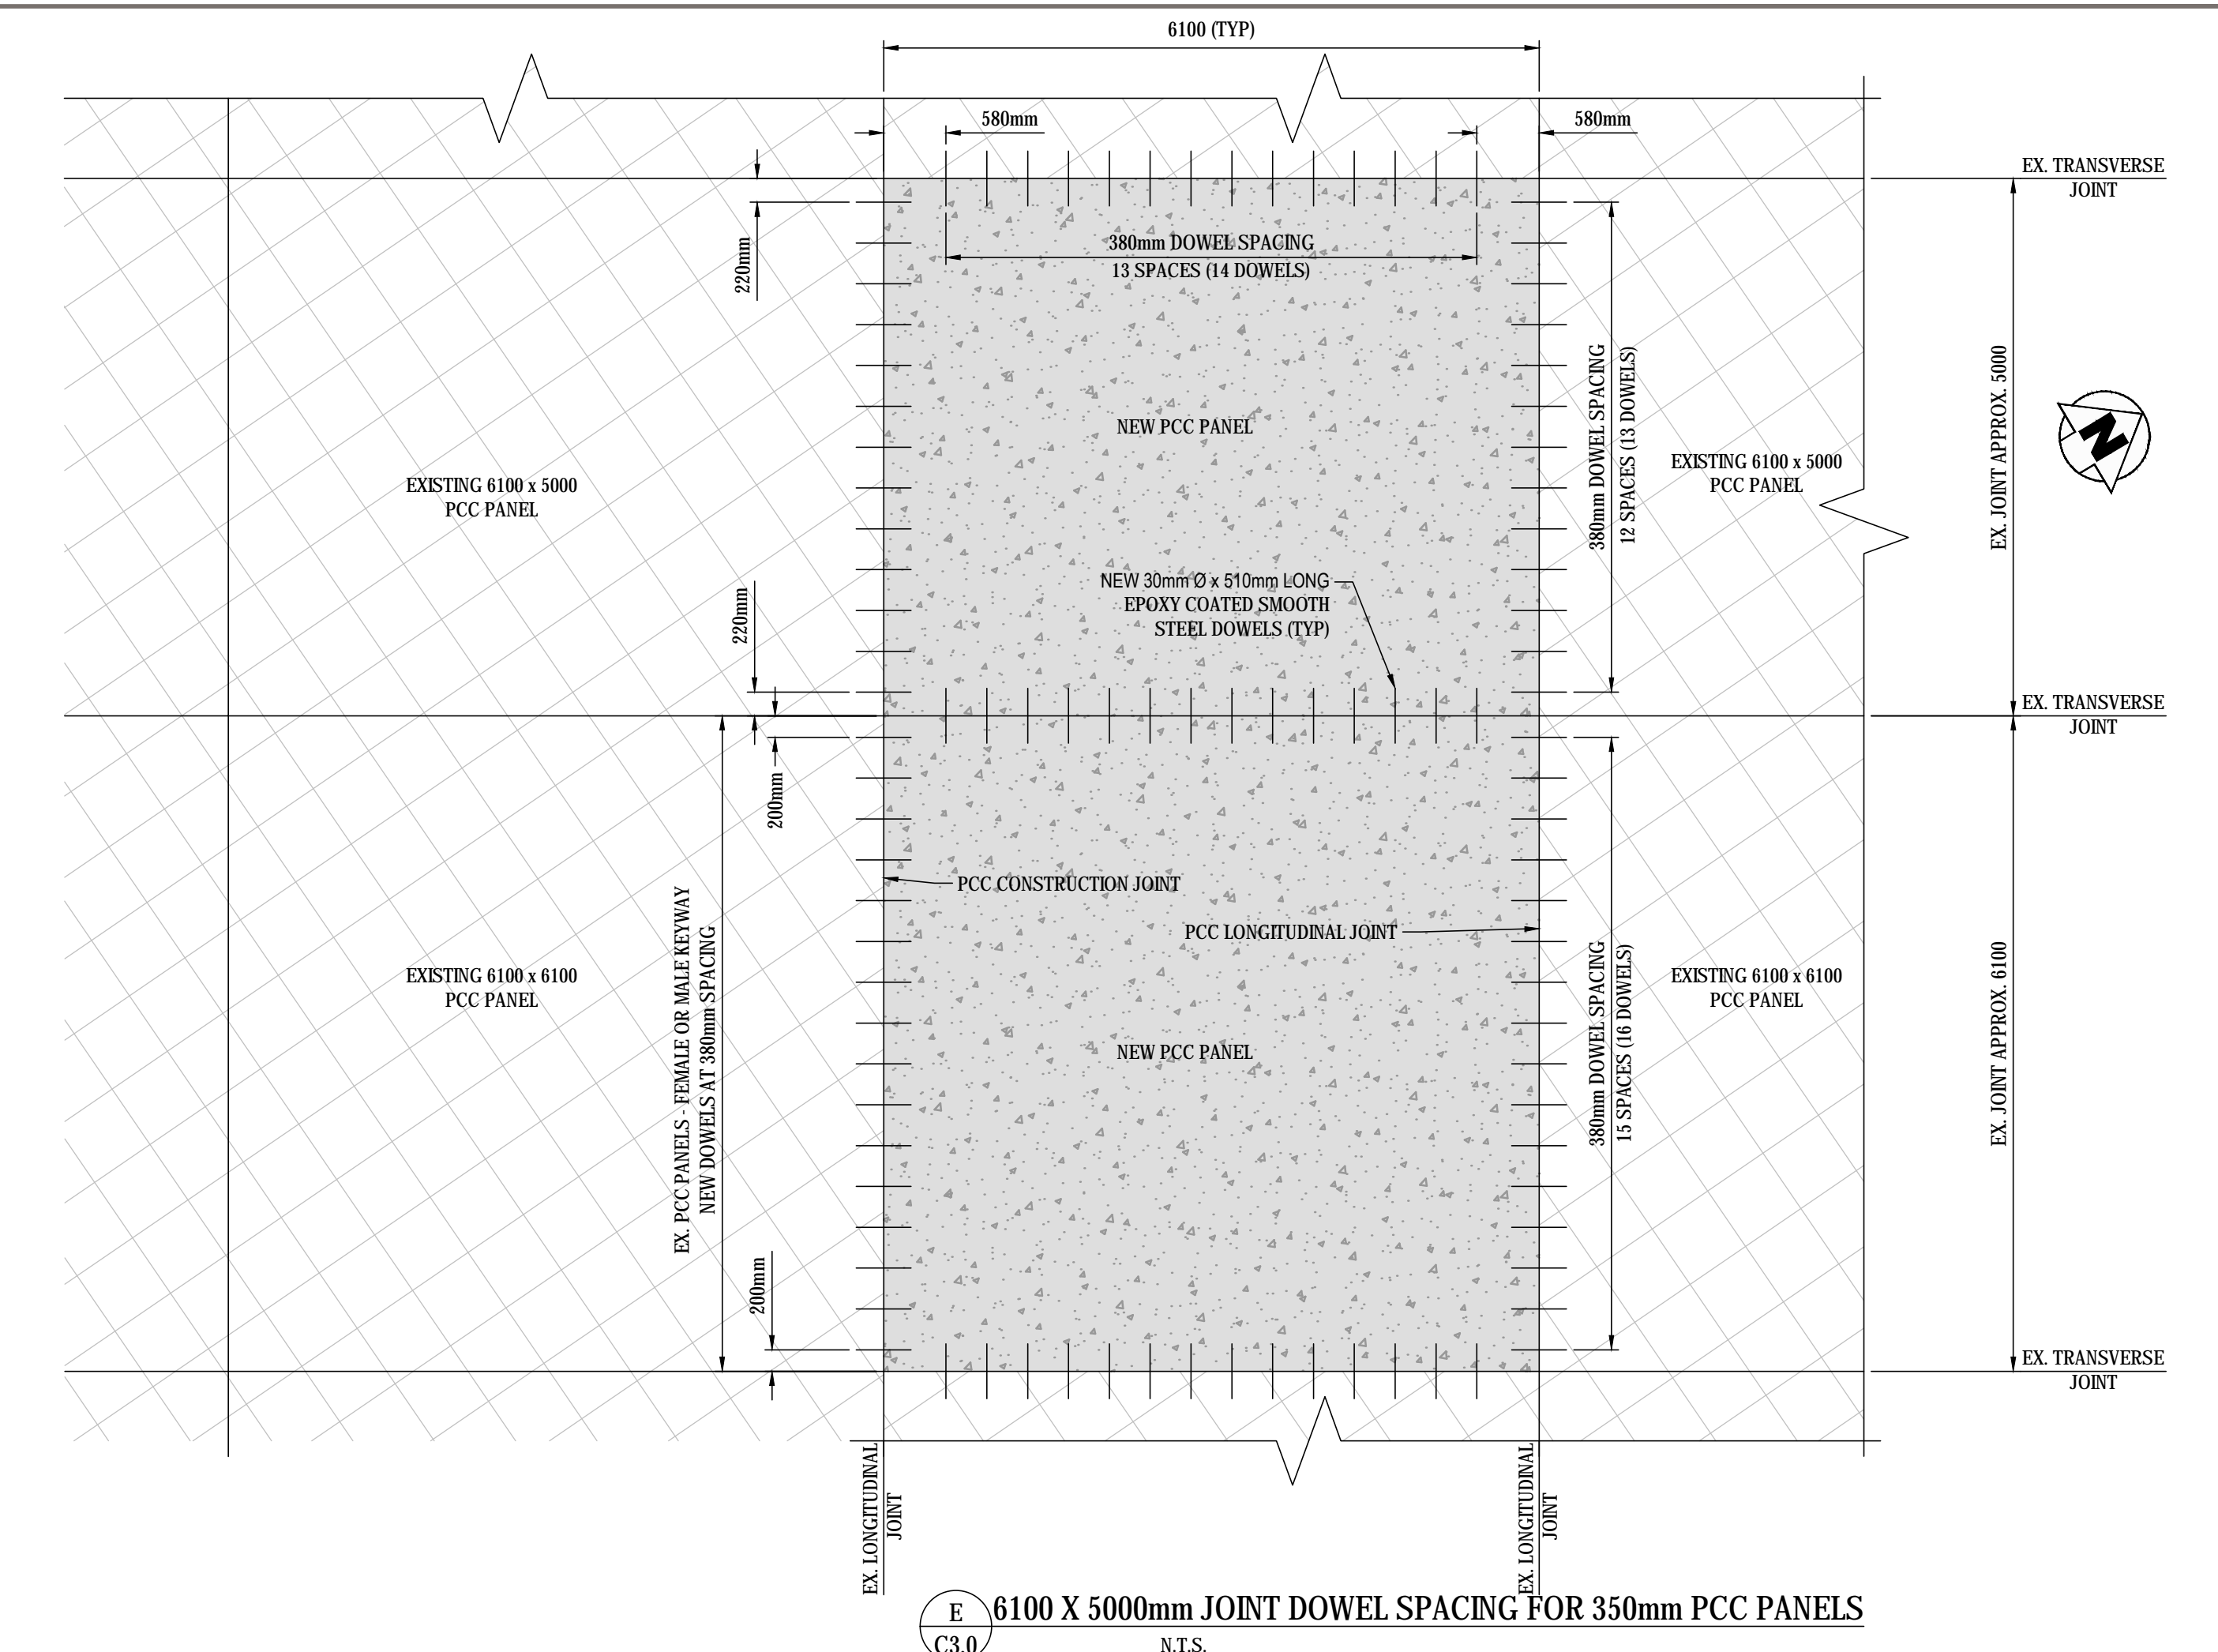 6100 (TYP)
580mm
580mm
EX. TRANSVERSE
JOINT
220mm
380mm DOWEL SPACING
13 SPACES (14 DOWELS)
NEW PCC PANEL
380mm DOWEL SPACING
12 SPACES (13 DOWELS)
EX. JOINT APPROX. 5000
N
EXISTING 6100 x 5000
PCC PANEL
EXISTING 6100 x 5000
PCC PANEL
220mm
NEW 30mm Ø x 510mm LONG
EPOXY COATED SMOOTH
STEEL DOWELS (TYP)
EX. TRANSVERSE
JOINT
200mm
PCC CONSTRUCTION JOINT
PCC LONGITUDINAL JOINT
EX. PCC PANELS - FEMALE OR MALE KEYWAY
NEW DOWELS AT 380mm SPACING
EXISTING 6100 x 6100
PCC PANEL
NEW PCC PANEL
380mm DOWEL SPACING
15 SPACES (16 DOWELS)
EXISTING 6100 x 6100
PCC PANEL
EX. JOINT APPROX. 6100
200mm
EX. TRANSVERSE
JOINT
EX. LONGITUDINAL
JOINT
EX. LONGITUDINAL
JOINT
E
C3.0
6100 X 5000mm JOINT DOWEL SPACING FOR 350mm PCC PANELS
N.T.S.